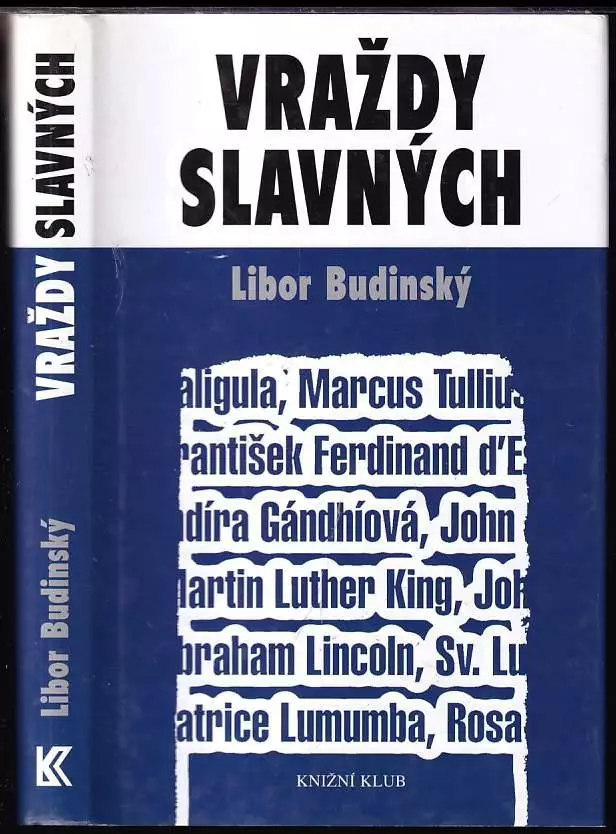 VRAŽDY
SLAVNÝCH
Libor Budinský
aligula, Marcus Tullius
rantišek Ferdinand d'E
ndíra Gándhíová, John
artin Luther King, Joh
braham Lincoln, Sv. Lu
atrice Lumumba, Rosa
KNIŽNÍ KLUB
VRAŽDY SLAVNÝCH
Libor Budinský